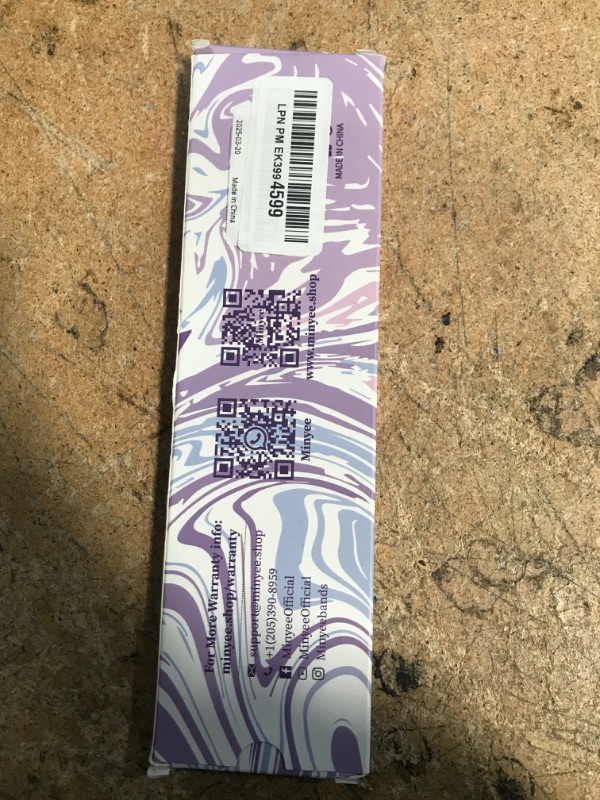 For More Warranty info:
minyee.shop/warranty
support@minyee.shop
+1(205)390-8959
MinyeeOfficial
MinyeeOfficial
Minyeebands
Minyee
Minyee
www.minyee.shop
2025-03-20
Made in China
LPN PM EK3994599
MADE IN CHINA